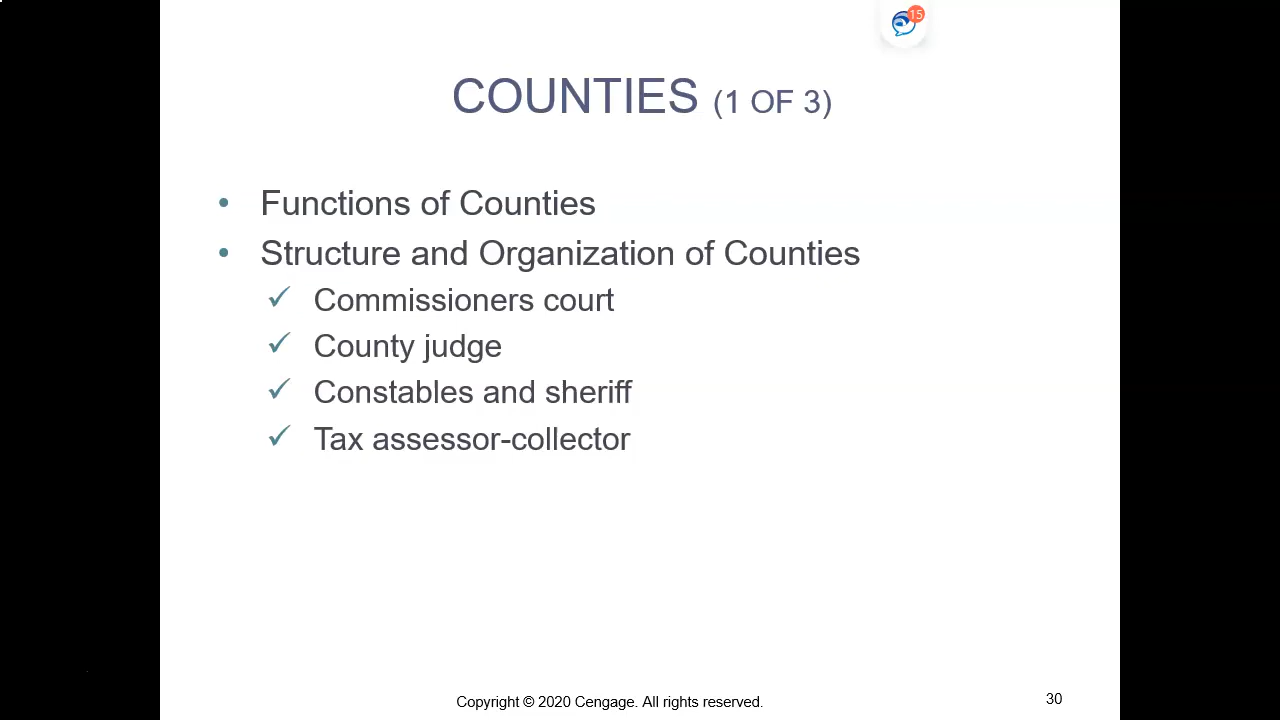 15
COUNTIES (1 OF 3)
• Functions of Counties
• Structure and Organization of Counties
✓ Commissioners court
✓ County judge
✓ Constables and sheriff
✓ Tax assessor-collector
Copyright © 2020 Cengage. All rights reserved.
30